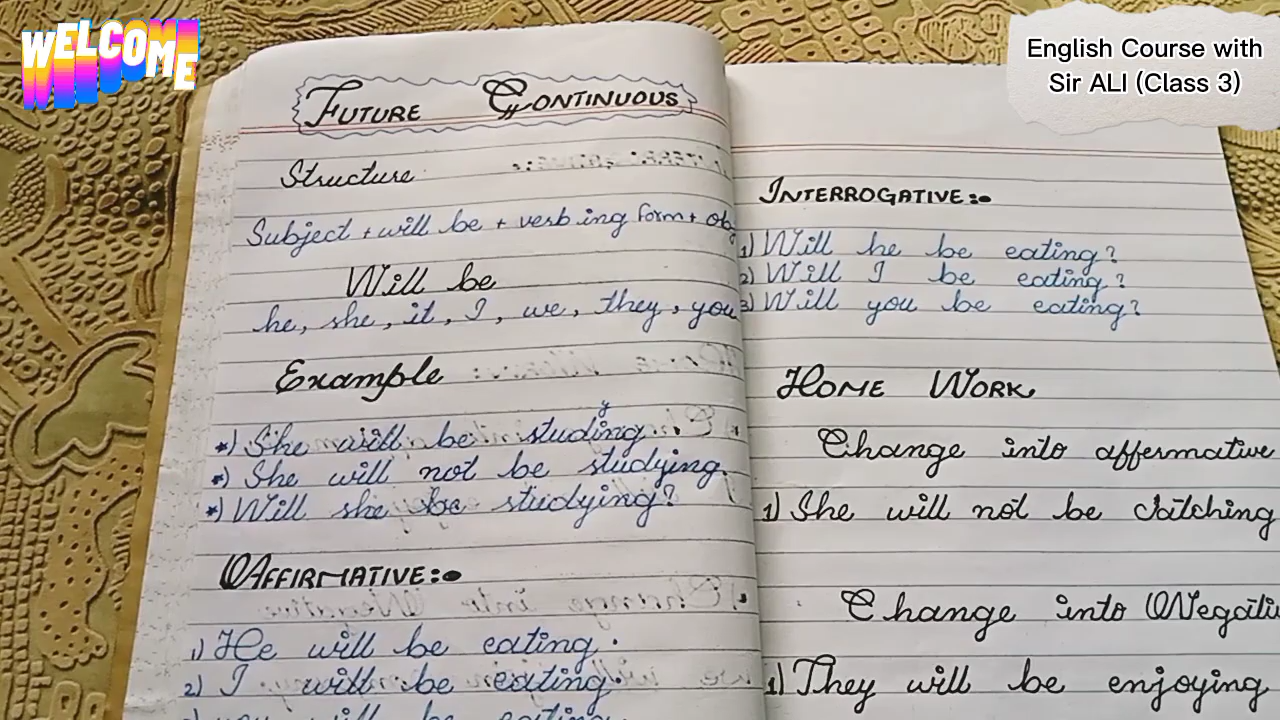 WELCOME
English Course with
Sir ALI (Class 3)
FUTURE CONTINUOUS
Structure
Subject + will be + verb ing form + obj
Will be
he, she, it, I, we, they, you
Example
*) She will be studing
y
*) She will not be studying.
*) Will she be studying?
AFFIRMATIVE:-
1) He will be eating.
2) I will be eating.
you will be eating.
INTERROGATIVE:-
1) Will he be eating?
2) Will I be eating?
3) Will you be eating?
HOME WORK
Change into affermative
1) She will not be catching
Change into Negati
1) They will be enjoying